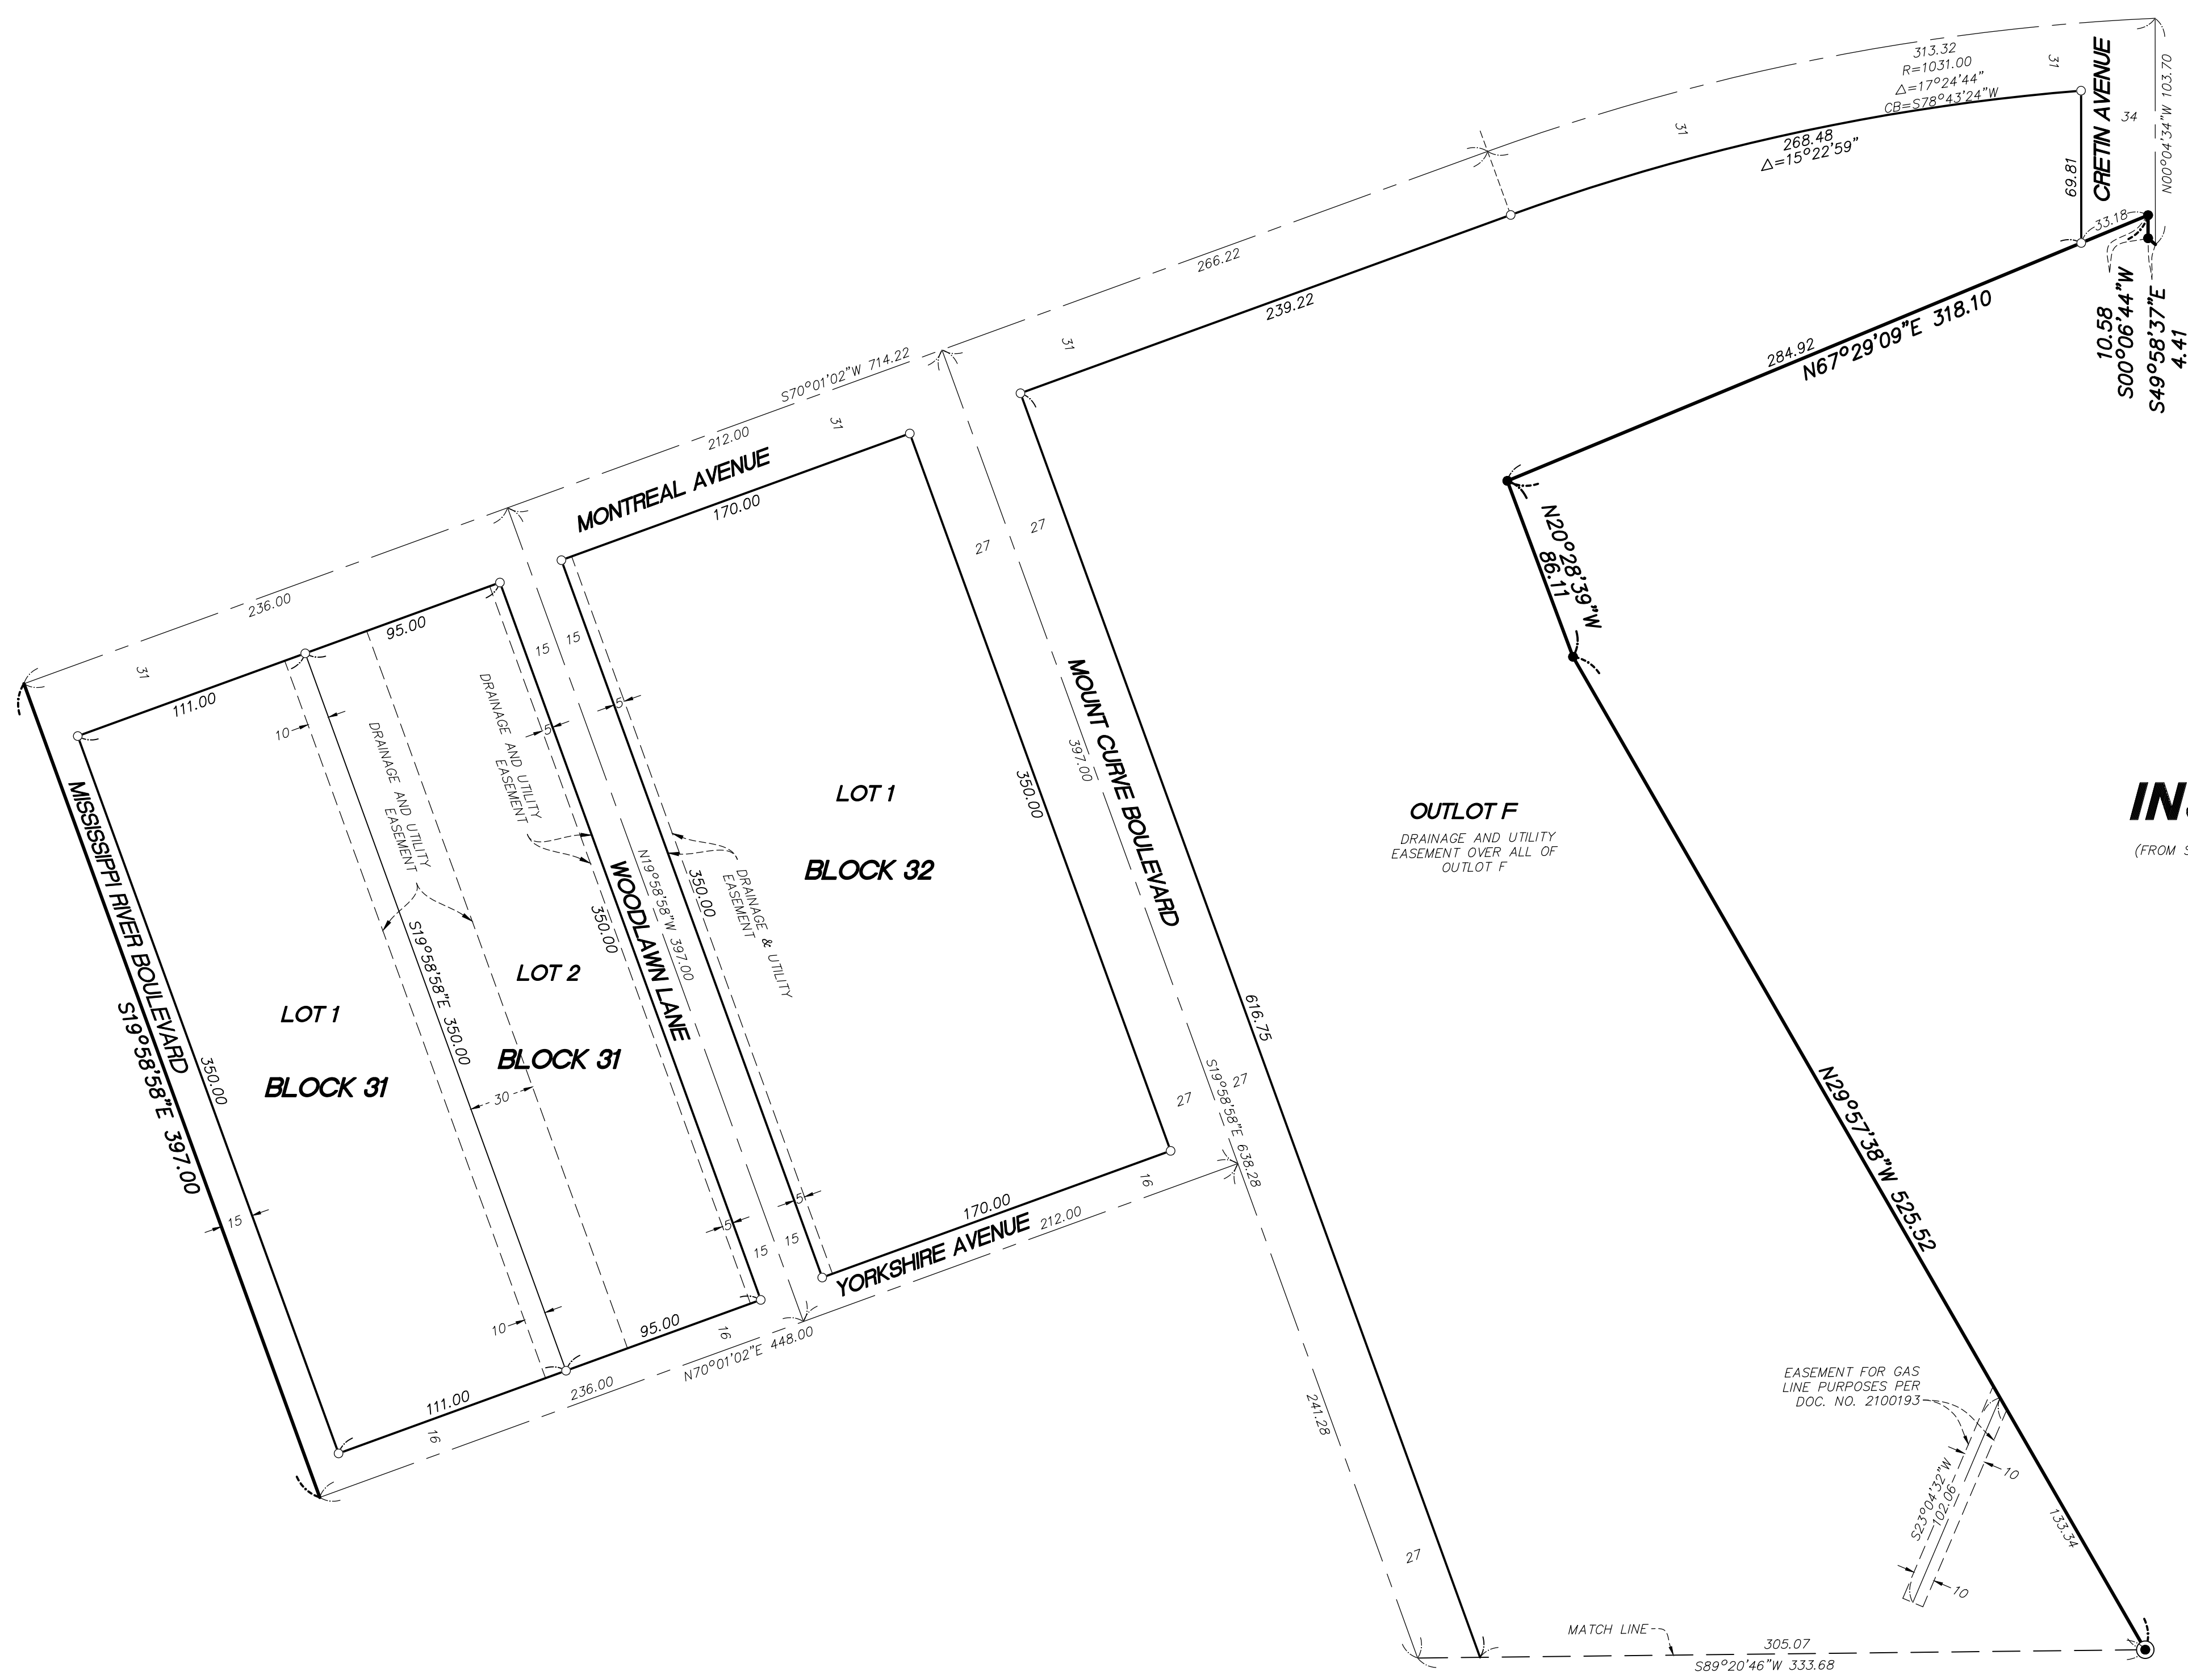 313.32
R=1031.00
△=17°24'44"
CB=S78°43'24"W
31
CRETIN AVENUE
34
N00°04'34"W 103.70
31
268.48
△=15°22'59"
69.81
33.18
266.22
239.22
31
284.92
N67°29'09"E 318.10
10.58
S00°06'44"W
S49°58'37"E
4.41
S70°01'02"W 714.22
212.00
31
MONTREAL AVENUE
170.00
27
27
N20°28'39"W
86.11
236.00
95.00
31
111.00
15
15
5
5
10
DRAINAGE AND UTILITY
EASEMENT
DRAINAGE AND UTILITY
EASEMENT
MOUNT CURVE BOULEVARD
397.00
350.00
LOT 1
BLOCK 32
OUTLOT F
DRAINAGE AND UTILITY
EASEMENT OVER ALL OF
OUTLOT F
(FROM S
MISSISSIPPI RIVER BOULEVARD
S19°58'58"E 397.00
350.00
LOT 1
BLOCK 31
S19°58'58"E 350.00
LOT 2
BLOCK 31
30
350.00
WOODLAWN LANE
N19°58'58"W 397.00
350.00
DRAINAGE & UTILITY
EASEMENT
616.75
S19°58'58"E 638.28
27
27
N29°57'38"W 525.52
15
5
5
15
15
16
170.00
YORKSHIRE AVENUE
212.00
10
95.00
16
N70°01'02"E 448.00
236.00
111.00
16
241.28
EASEMENT FOR GAS
LINE PURPOSES PER
DOC. NO. 2100193
S23°04'32"W
102.06
10
10
133.34
27
MATCH LINE
305.07
S89°20'46"W 333.68